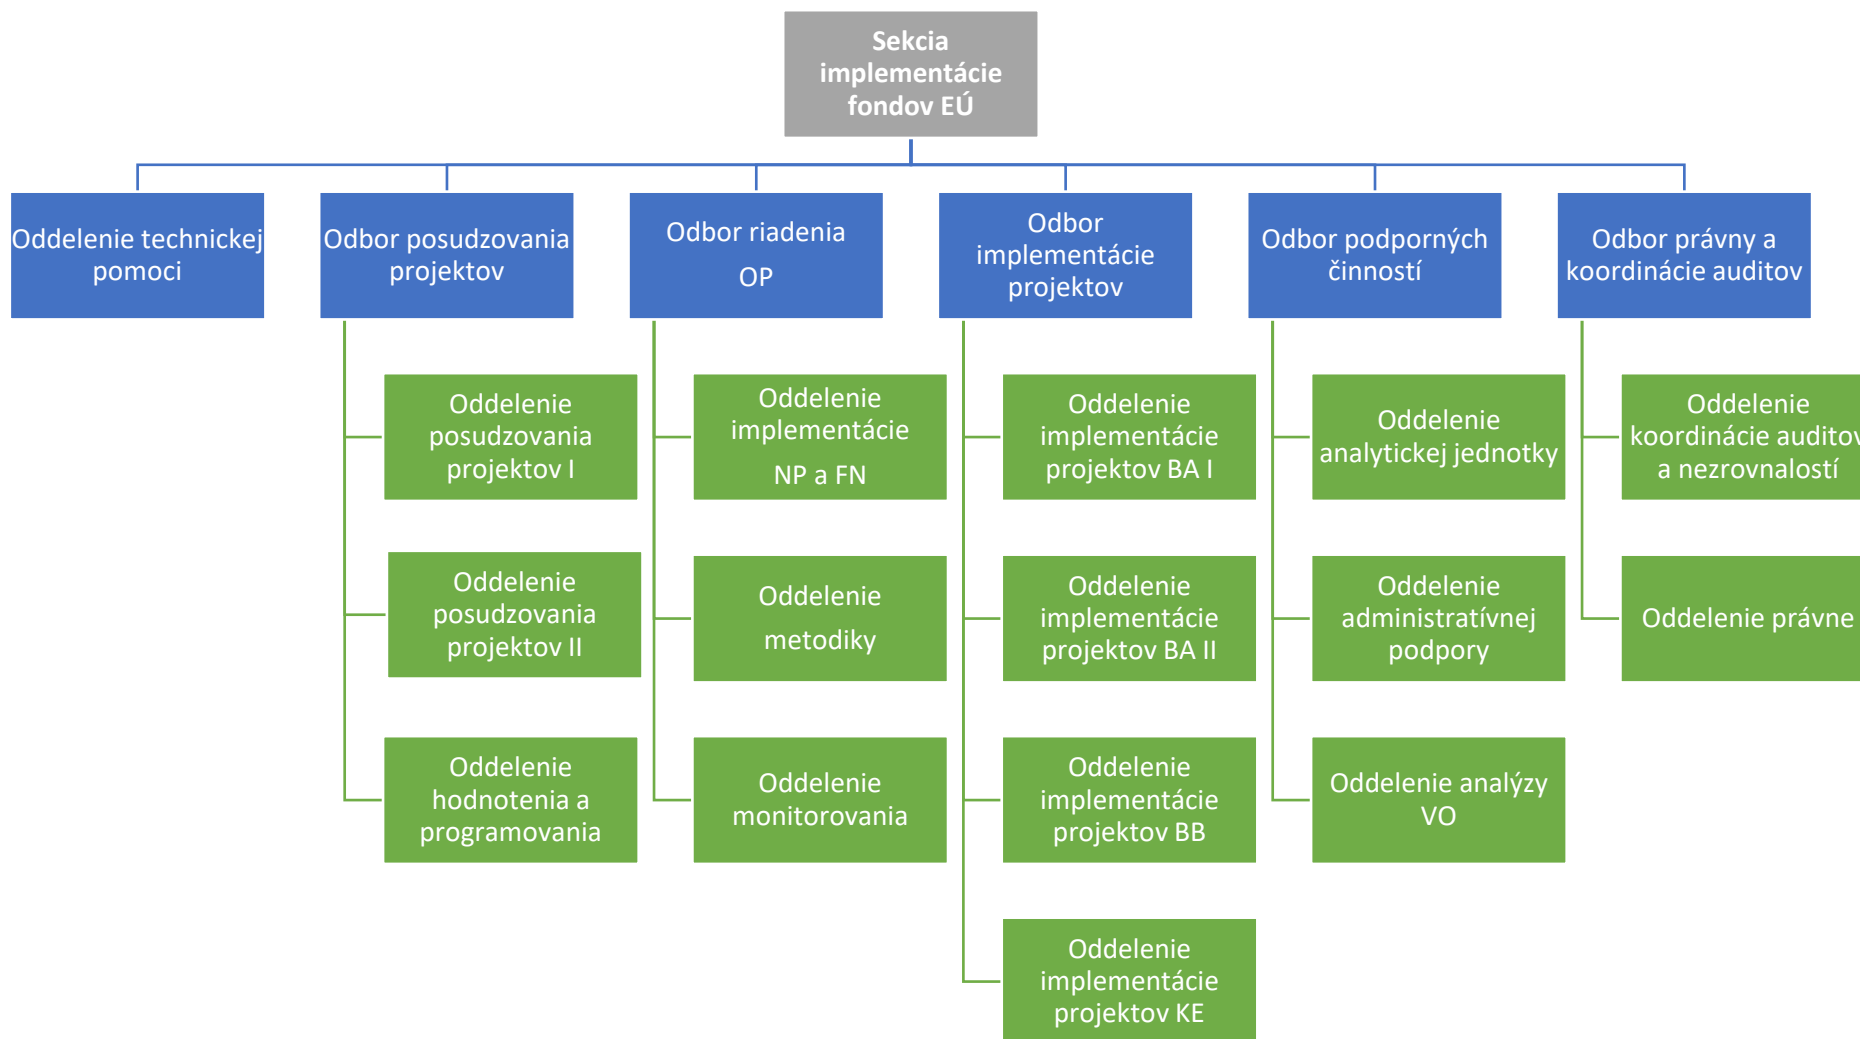 Sekcia
implementácie
fondov EÚ
Oddelenie technickej
pomoci
Odbor posudzovania
projektov
Odbor riadenia
OP
Odbor
implementácie
projektov
Odbor podporných
činností
Odbor právny a
koordinácie auditov
Oddelenie
posudzovania
projektov I
Oddelenie
implementácie
NP a FN
Oddelenie
implementácie
projektov BA I
Oddelenie
analytickej jednotky
Oddelenie
koordinácie auditov
a nezrovnalostí
Oddelenie
posudzovania
projektov II
Oddelenie
metodiky
Oddelenie
implementácie
projektov BA II
Oddelenie
administratívnej
podpory
Oddelenie právne
Oddelenie
hodnotenia a
programovania
Oddelenie
monitorovania
Oddelenie
implementácie
projektov BB
Oddelenie analýzy
VO
Oddelenie
implementácie
projektov KE